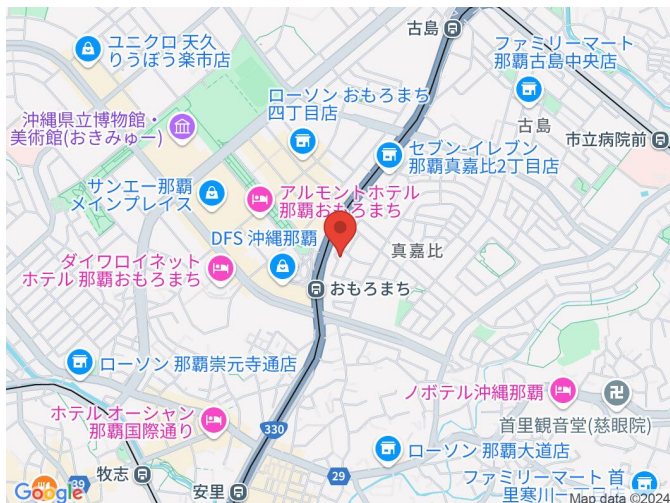 古島
ユニクロ 天久
りうぼう楽市店
ファミリーマート
那覇古島中央店
ローソン おもろまち
四丁目店
沖縄県立博物館・
美術館(おきみゅー)
古島
市立病院前
セブン-イレブン
那覇真嘉比2丁目店
サンエー那覇
メインプレイス
アルモントホテル
那覇おもろまち
DFS 沖縄那覇
真嘉比
ダイワロイネット
ホテル 那覇おもろまち
おもろまち
ローソン 那覇崇元寺通店
ノボテル沖縄那覇
首里観音堂(慈眼院)
ホテル オーシャン
那覇国際通り
330
ローソン 那覇大道店
29
牧志
39
安里
ファミリーマート 首
里寒川一丁目
Google
Map data ©2024